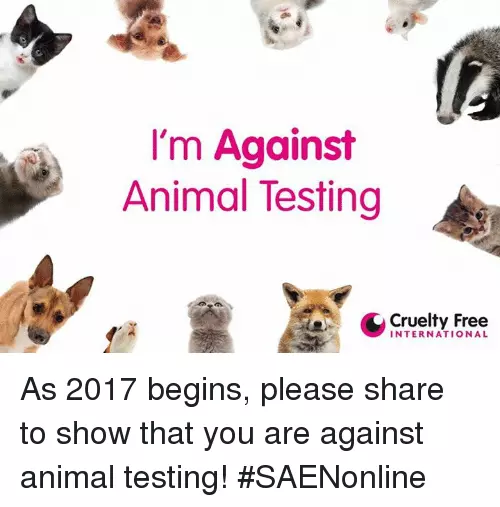 I'm Against
Animal Testing
Cruelty Free
INTERNATIONAL
As 2017 begins, please share
to show that you are against
animal testing! #SAENonline